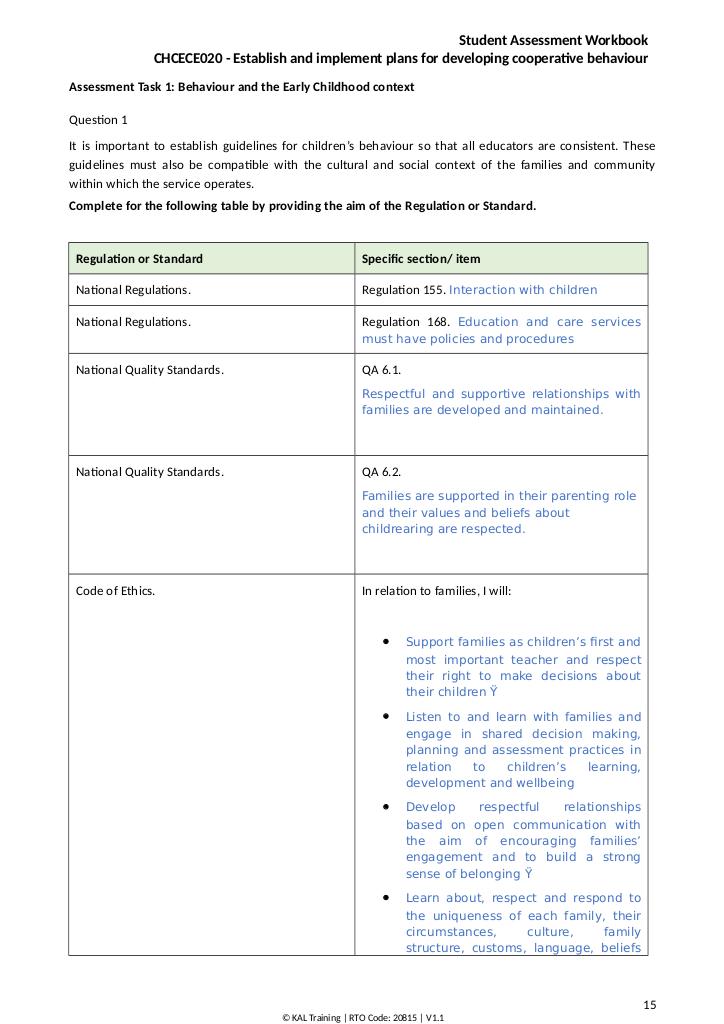 Student Assessment Workbook
CHCECE020 - Establish and implement plans for developing cooperative behaviour
Assessment Task 1: Behaviour and the Early Childhood context
Question 1
It is important to establish guidelines for children’s behaviour so that all educators are consistent. These
guidelines must also be compatible with the cultural and social context of the families and community
within which the service operates.
Complete for the following table by providing the aim of the Regulation or Standard.
Regulation or Standard
Specific section/ item
National Regulations.
Regulation 155. Interaction with children
National Regulations.
Regulation 168. Education and care services
must have policies and procedures
National Quality Standards.
QA 6.1.
Respectful and supportive relationships with
families are developed and maintained.
National Quality Standards.
QA 6.2.
Families are supported in their parenting role
and their values and beliefs about
childrearing are respected.
Code of Ethics.
In relation to families, I will:
● Support families as children’s first and
most important teacher and respect
their right to make decisions about
their children Ÿ
● Listen to and learn with families and
engage in shared decision making,
planning and assessment practices in
relation to children’s learning,
development and wellbeing
● Develop respectful relationships
based on open communication with
the aim of encouraging families’
engagement and to build a strong
sense of belonging Ÿ
● Learn about, respect and respond to
the uniqueness of each family, their
circumstances, culture, family
structure, customs, language, beliefs
15
© KAL Training | RTO Code: 20815 | V1.1